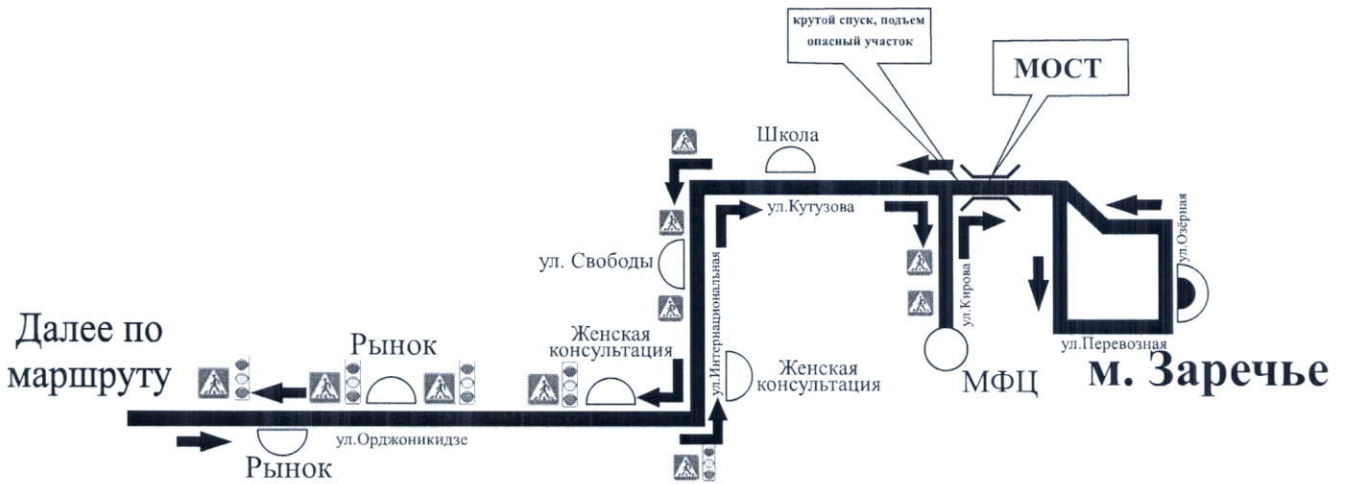 крутой спуск, подъем
опасный участок
МОСТ
Школа
ул.Кутузова
ул.Озёрная
ул. Свободы
ул.Интернациональная
ул.Кирова
Далее по
маршруту
Рынок
Женская
консультация
Женская
консультация
МФЦ
ул.Перевозная
м. Заречье
ул.Орджоникидзе
Рынок